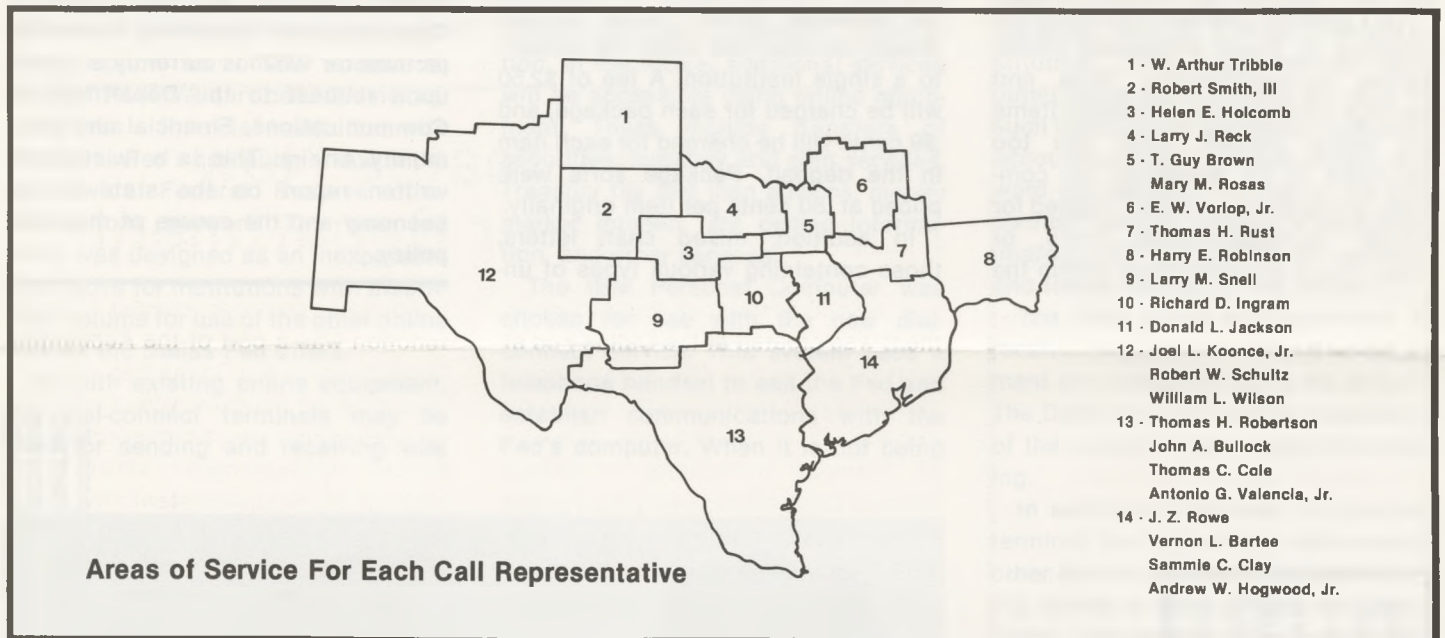 1 - W. Arthur Tribble
2 - Robert Smith, III
3 - Helen E. Holcomb
4 - Larry J. Reck
5 - T. Guy Brown
Mary M. Rosas
6 - E. W. Vorlop, Jr.
7 - Thomas H. Rust
8 - Harry E. Robinson
Larry M. Snell
10 - Richard D. Ingram
11 - Donald L. Jackson
12 - Joel L. Koonce, Jr.
Robert W. Schultz
William L. Wilson
13 - Thomas H. Robertson
John A. Bullock
Thomas C. Cole
Antonio G. Valencia, Jr.
14 - J. Z. Rowe
Vernon L. Bartee
Sammie C. Clay
Andrew W. Hogwood, Jr.
1
6
2
4
5
7
3
8
12
10
11
9
14
13
Areas of Service For Each Call Representative